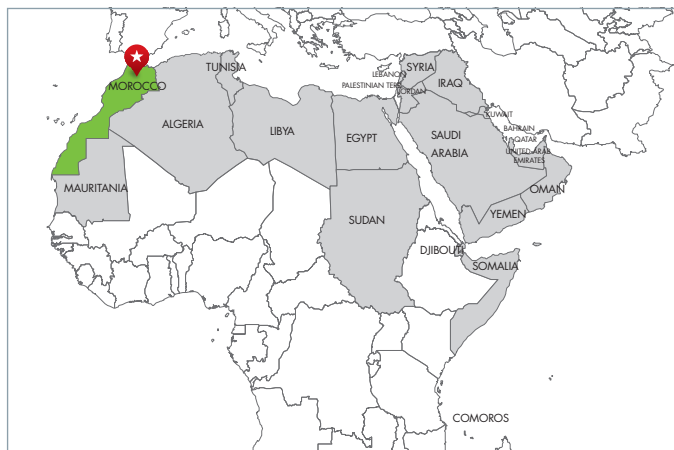 TUNISIA
LEBANON
SYRIA
MOROCCO
PALESTINIAN TERR
JORDAN
IRAQ
KUWAIT
ALGERIA
LIBYA
EGYPT
SAUDI
ARABIA
BAHRAIN
QATAR
UNITED ARAB
EMIRATES
MAURITANIA
OMAN
SUDAN
YEMEN
DJIBOUTI
SOMALIA
COMOROS